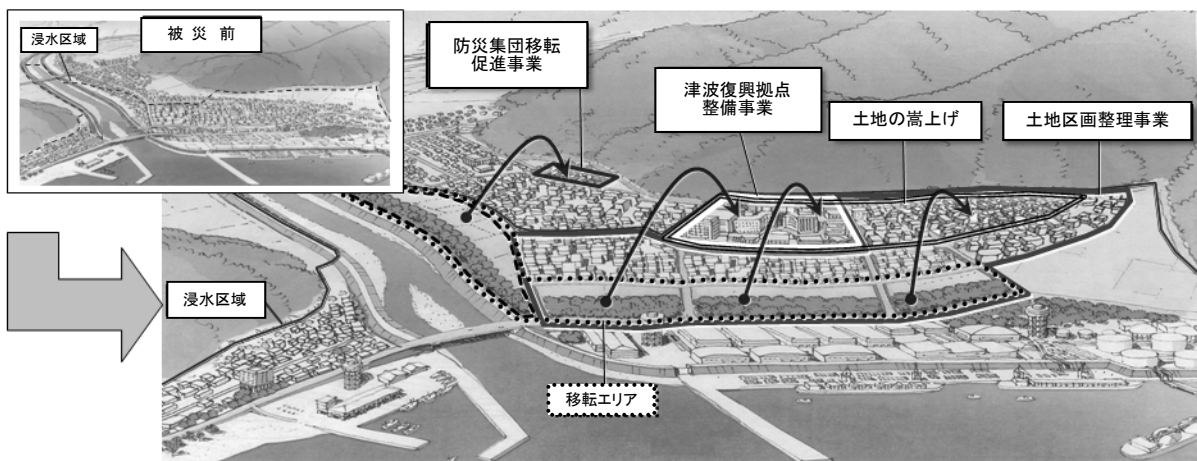 浸水区域
被災前
防災集団移転
促進事業
津波復興拠点
整備事業
土地の嵩上げ
土地区画整理事業
浸水区域
移転エリア